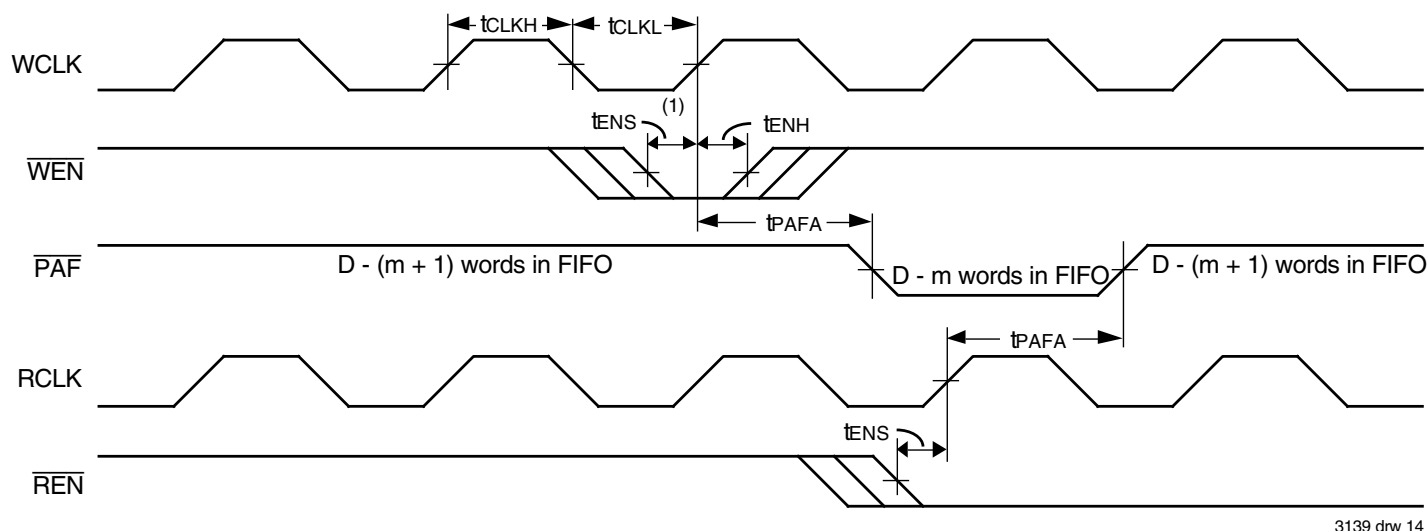 tCLKH
tCLKL
WCLK
(1)
tENS
tENH
WEN
tPAFA
PAF
D - (m + 1) words in FIFO
D - m words in FIFO
D - (m + 1) words in FIFO
tPAFA
RCLK
tENS
REN
3139 drw 14